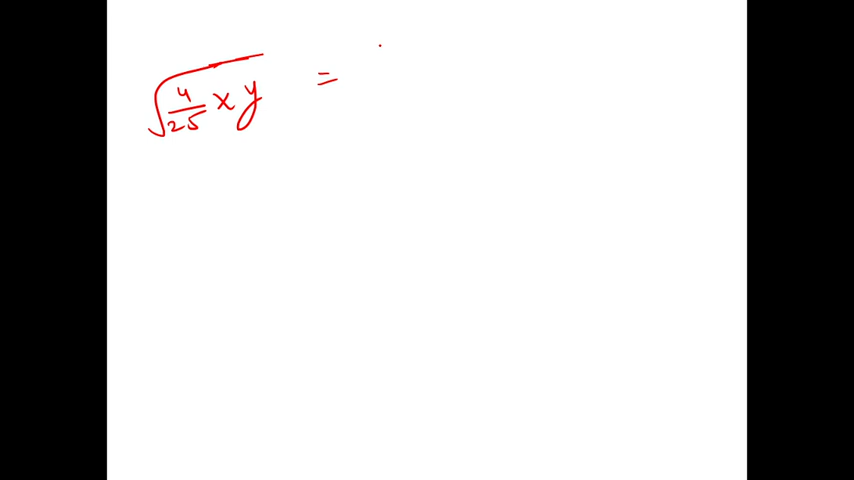 √(4/25 x y) =